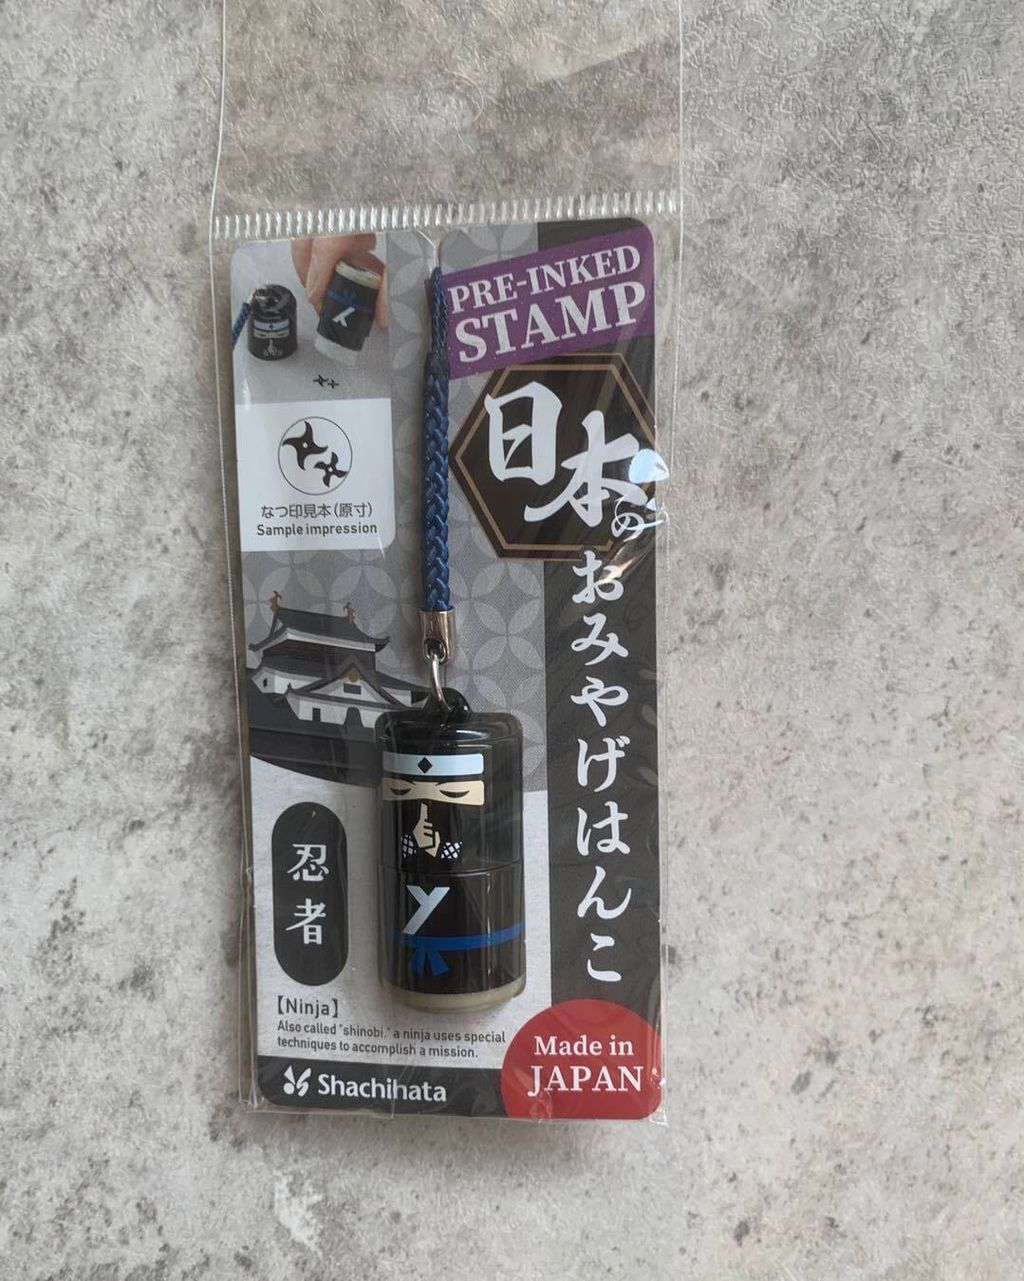 PRE-INKED
STAMP
日本の
おみやげはんこ
なつ印見本(原寸)
Sample impression
忍者
【Ninja】
Also called "shinobi," a ninja uses special
techniques to accomplish a mission.
Shachihata
Made in
JAPAN